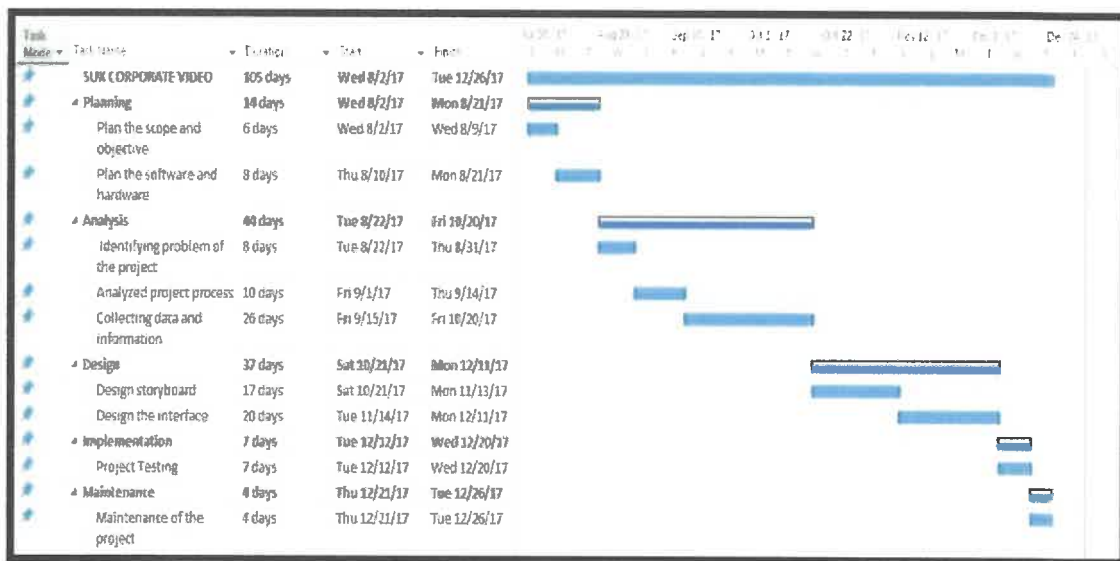 Task
Mode Task Name Duration Start Finish
SUK CORPORATE VIDEO 105 days Wed 8/2/17 Tue 12/26/17
Planning 14 days Wed 8/2/17 Mon 8/21/17
Plan the scope and 6 days Wed 8/2/17 Wed 8/9/17
objective
Plan the software and 8 days Thu 8/10/17 Mon 8/21/17
hardware
Analysis 44 days Tue 8/22/17 Fri 10/20/17
Identifying problem of 8 days Tue 8/22/17 Thu 8/31/17
the project
Analyzed project process 10 days Fri 9/1/17 Thu 9/14/17
Collecting data and 26 days Fri 9/15/17 Fri 10/20/17
information
Design 37 days Sat 10/21/17 Mon 12/11/17
Design storyboard 17 days Sat 10/21/17 Mon 11/13/17
Design the interface 20 days Tue 11/14/17 Mon 12/11/17
Implementation 7 days Tue 12/12/17 Wed 12/20/17
Project Testing 7 days Tue 12/12/17 Wed 12/20/17
Maintenance 4 days Thu 12/21/17 Tue 12/26/17
Maintenance of the 4 days Thu 12/21/17 Tue 12/26/17
project